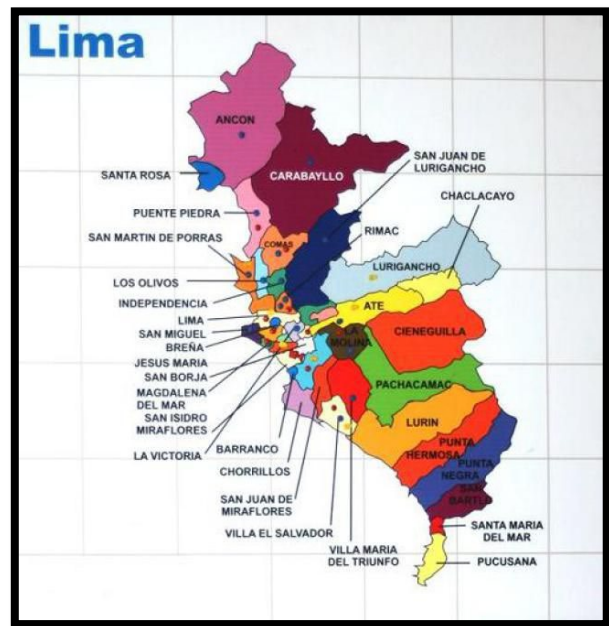 Lima
ANCON
SANTA ROSA
CARABAYLLO
SAN JUAN DE
LURIGANCHO
CHACLACAYO
PUENTE PIEDRA
RIMAC
SAN MARTIN DE PORRAS
COMAS
LURIGANCHO
LOS OLIVOS
INDEPENDENCIA
ATE
LIMA
SAN MIGUEL
BREÑA
LA
MOLINA
CIENEGUILLA
JESUS MARIA
SAN BORJA
MAGDALENA
DEL MAR
SAN ISIDRO
MIRAFLORES
PACHACAMAC
LA VICTORIA
BARRANCO
CHORRILLOS
LURIN
PUNTA
HERMOSA
PUNTA
NEGRA
SAN
BARTLO
SAN JUAN DE
MIRAFLORES
VILLA EL SALVADOR
VILLA MARIA
DEL TRIUNFO
SANTA MARIA
DEL MAR
PUCUSANA